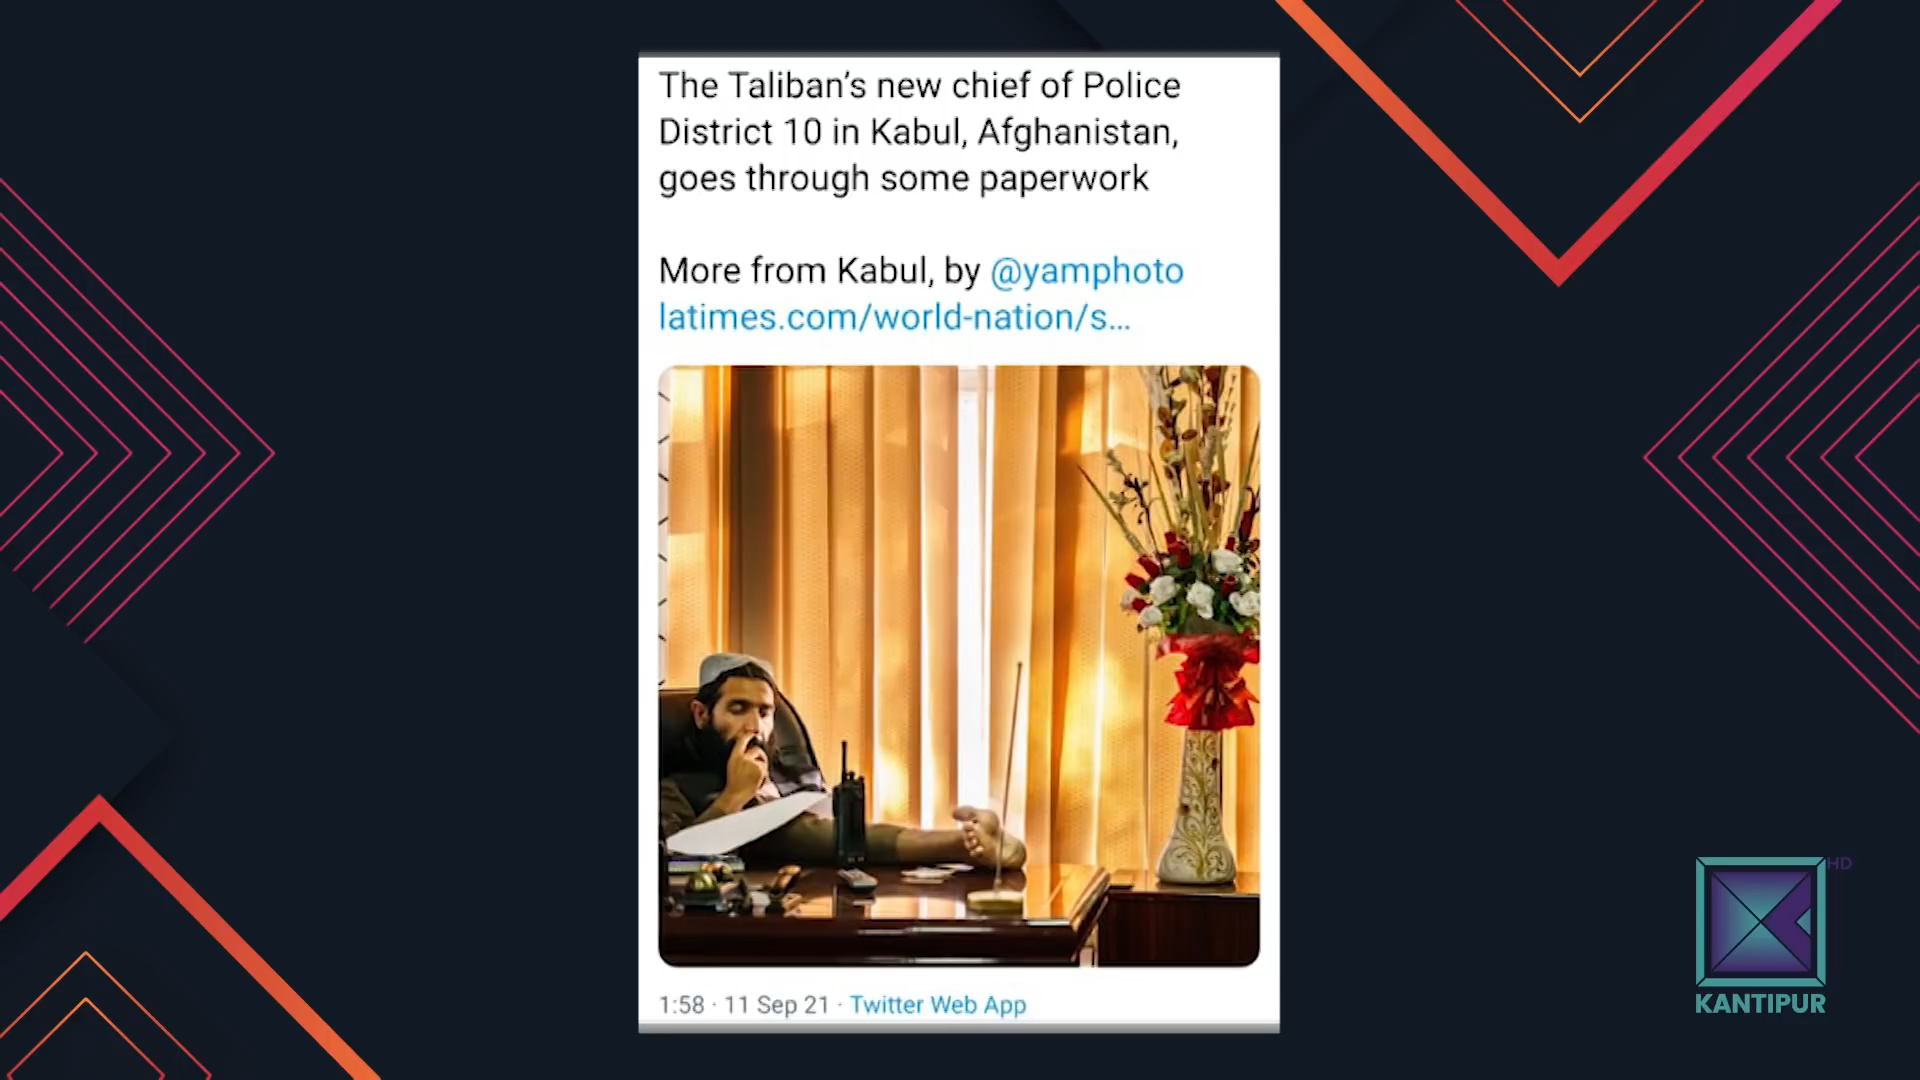 The Taliban’s new chief of Police
District 10 in Kabul, Afghanistan,
goes through some paperwork
More from Kabul, by @yamphoto
latimes.com/world-nation/s...
1:58 · 11 Sep 21 · Twitter Web App
HD
KANTIPUR